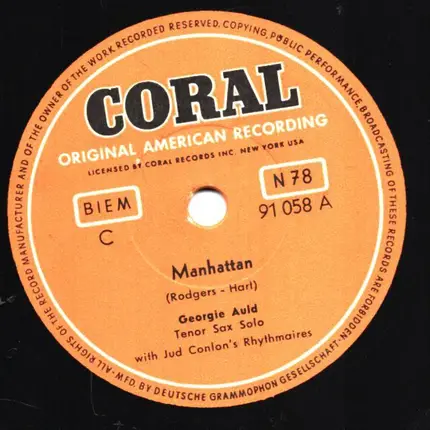 ALL RIGHTS OF THE RECORD MANUFACTURER AND OF THE OWNER OF THE WORK RECORDED RESERVED. COPYING, PUBLIC PERFORMANCE, BROADCASTING OF THESE RECORDS ARE FORBIDDEN · MFD. BY DEUTSCHE GRAMMOPHON GESELLSCHAFT ·
CORAL
ORIGINAL AMERICAN RECORDING
LICENSED BY CORAL RECORDS INC. NEW YORK USA
BIEM
N 78
C
91 058 A
Manhattan
(Rodgers - Harl)
Georgie Auld
Tenor Sax Solo
with Jud Conlon's Rhythmaires